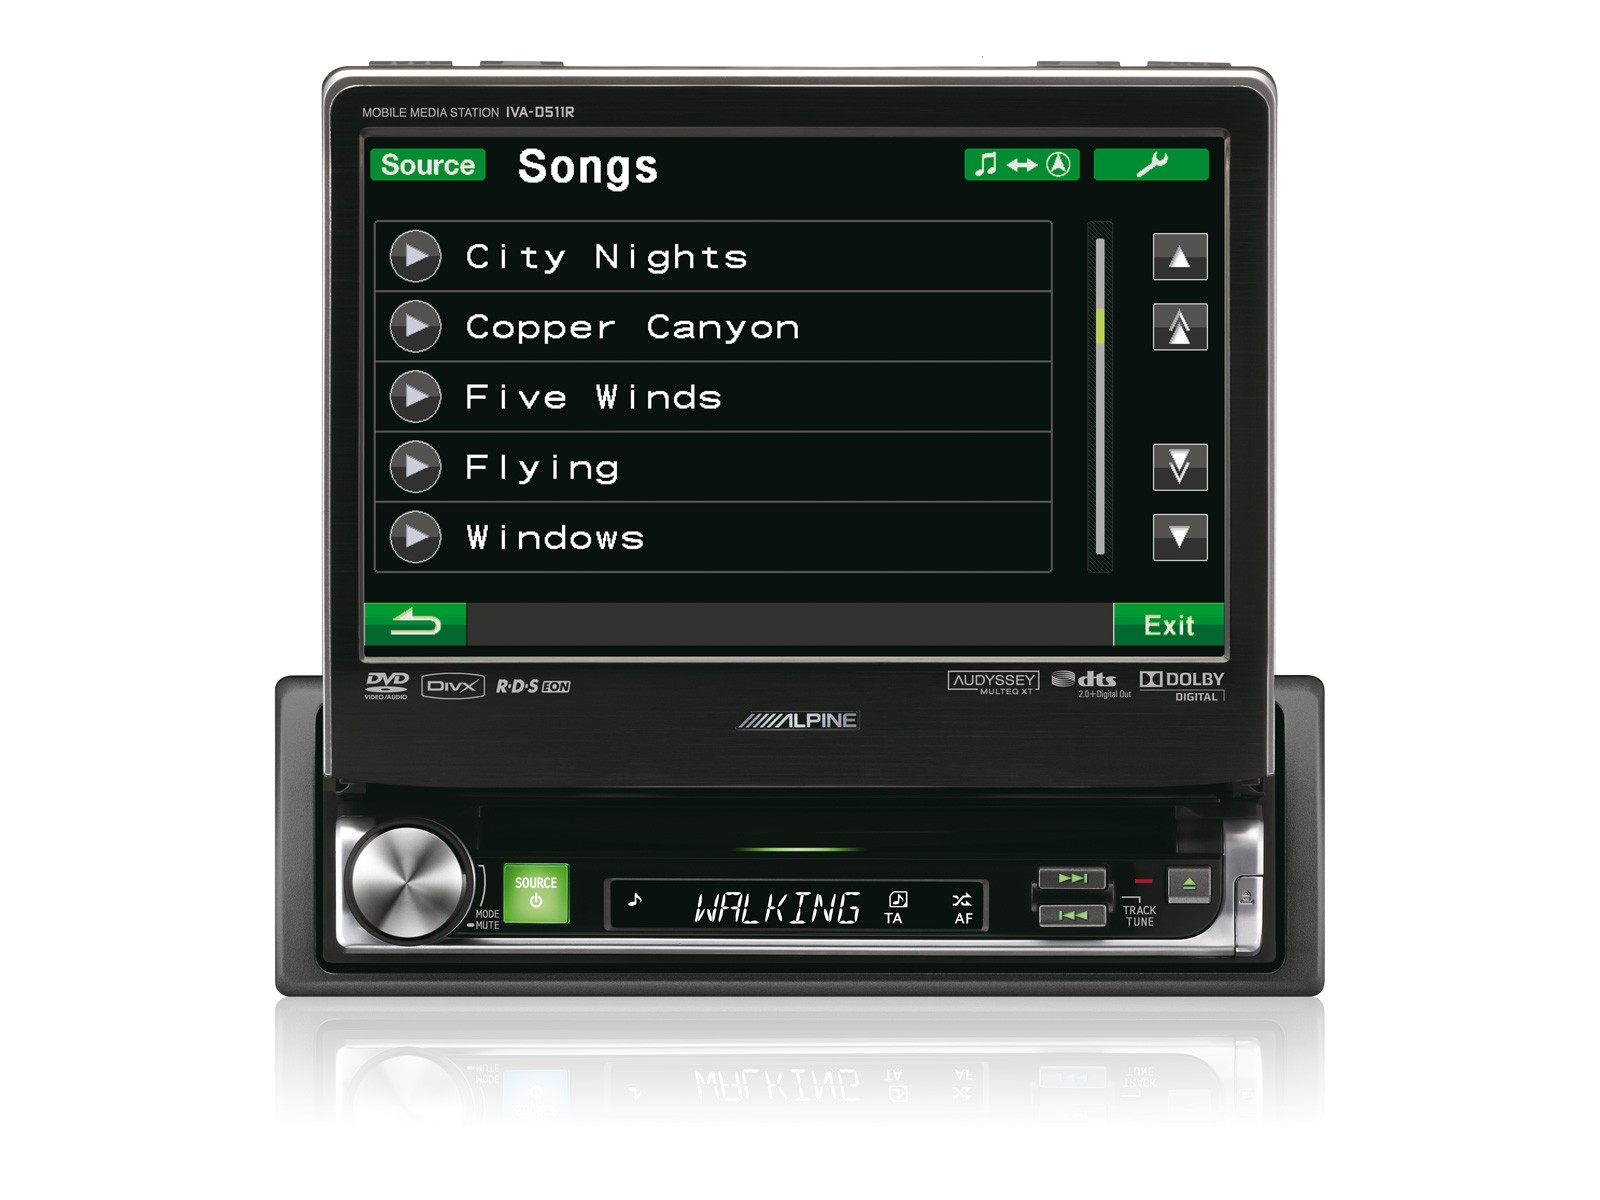 MOBILE MEDIA STATION IVA-D511R
Source Songs
City Nights
Copper Canyon
Five Winds
Flying
Windows
Exit
DVD VIDEO/AUDIO DIVX R·D·S EON AUDYSSEY MULTEQ XT dts 2.0+Digital Out DOLBY DIGITAL
ALPINE
SOURCE
MODE
MUTE
WALKING
TA
AF
TRACK
TUNE